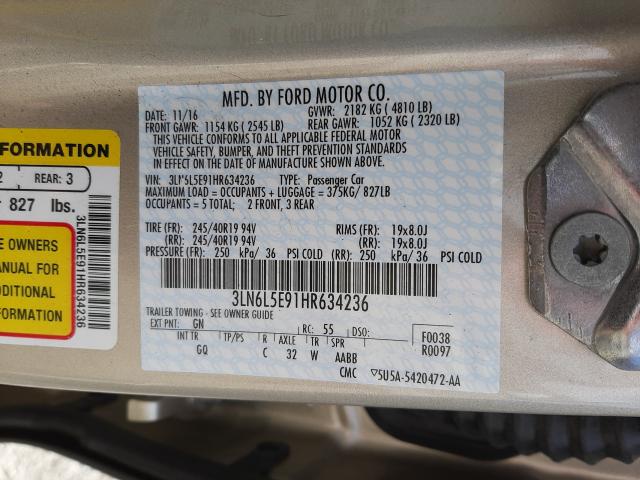 FORMATION
2 REAR: 3
827 lbs.
E OWNERS
ANUAL FOR
DDITIONAL
FORMATION
3LN6L5E91HR634236
MFD. BY FORD MOTOR CO.
DATE: 11/16 GVWR: 2182 KG ( 4810 LB)
FRONT GAWR: 1154 KG ( 2545 LB) REAR GAWR: 1052 KG ( 2320 LB)
THIS VEHICLE CONFORMS TO ALL APPLICABLE FEDERAL MOTOR
VEHICLE SAFETY, BUMPER, AND THEFT PREVENTION STANDARDS
IN EFFECT ON THE DATE OF MANUFACTURE SHOWN ABOVE.
VIN: 3LN6L5E91HR634236 TYPE: Passenger Car
MAXIMUM LOAD = OCCUPANTS + LUGGAGE = 375KG/ 827LB
OCCUPANTS = 5 TOTAL; 2 FRONT, 3 REAR
TIRE (FR): 245/40R19 94V RIMS (FR): 19x8.0J
(RR): 245/40R19 94V (RR): 19x8.0J
PRESSURE (FR): 250 kPa/ 36 PSI COLD (RR): 250 kPa/ 36 PSI COLD
3LN6L5E91HR634236
TRAILER TOWING - SEE OWNER GUIDE
EXT PNT: GN RC: 55 DSO: F0038
INT TR TP/PS R AXLE TR SPR R0097
GQ C 32 W AABB
CMC ▽5U5A-5420472-AA